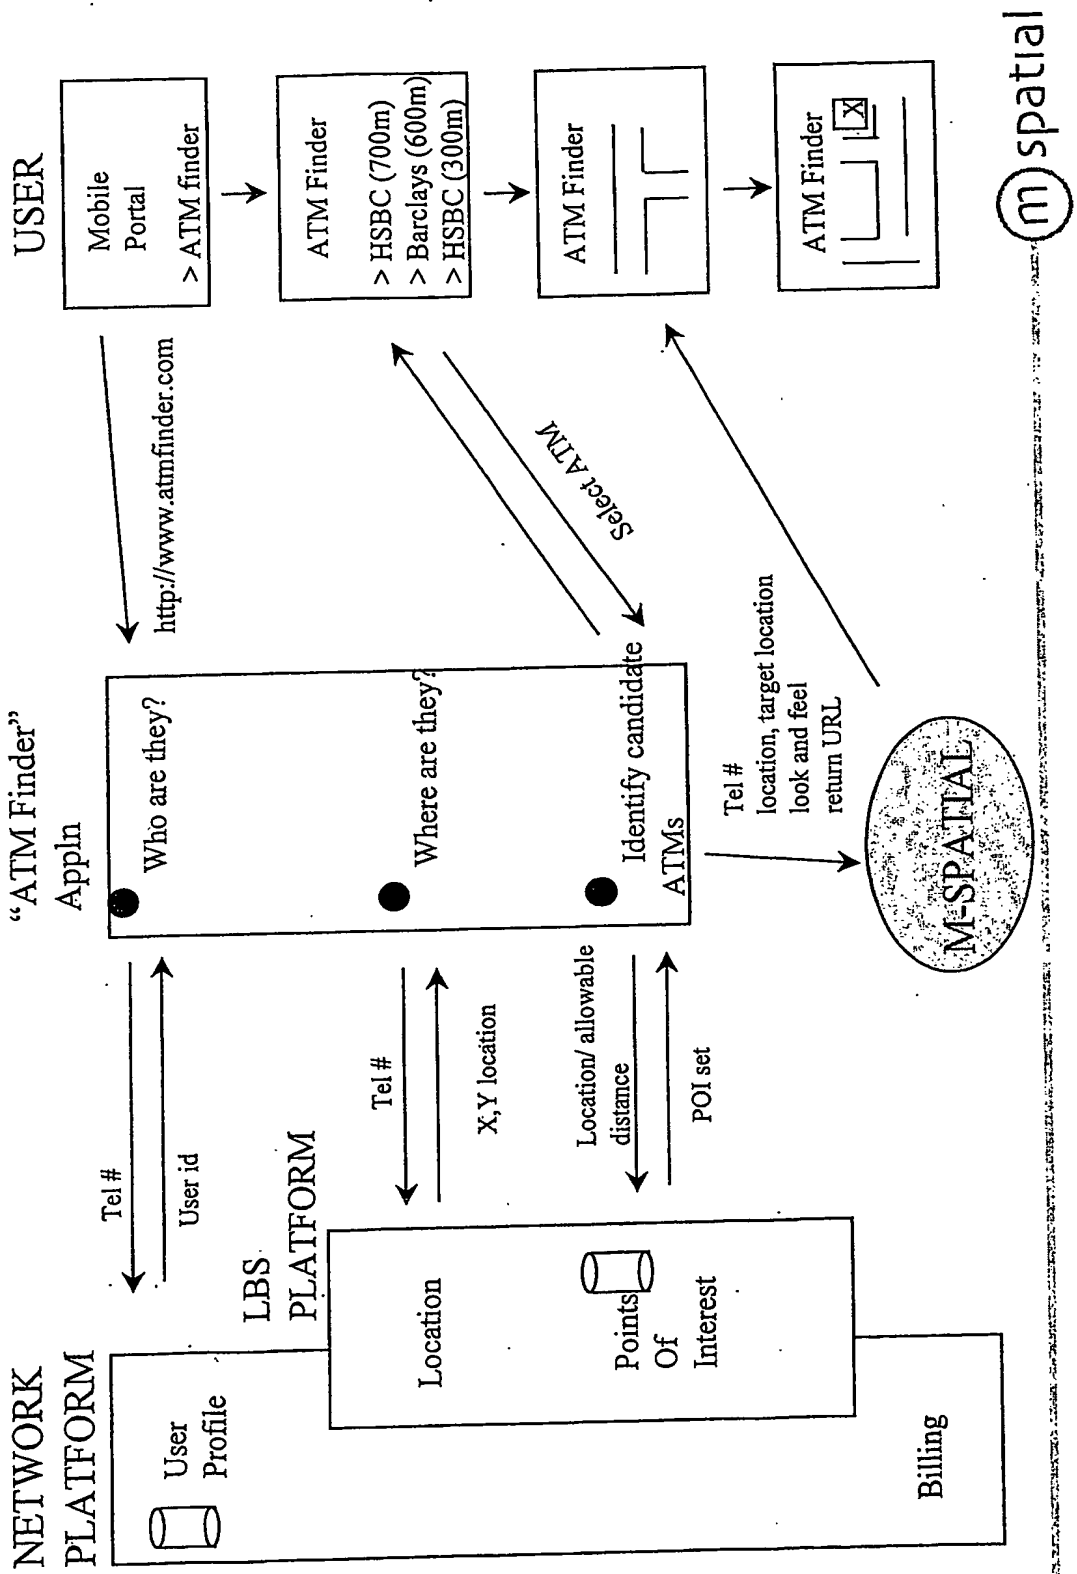 NETWORK
PLATFORM
User
Profile
Billing
LBS
PLATFORM
Location
Points
Of
Interest
Tel #
User id
Tel #
X,Y location
Location/ allowable
distance
POI set
“ATM Finder”
Appln
Who are they?
Where are they?
Identify candidate
ATMs
http://www.atmfinder.com
Select ATM
Tel #
location, target location
look and feel
return URL
M-SPATIAL
USER
Mobile
Portal
> ATM finder
ATM Finder
> HSBC (700m)
> Barclays (600m)
> HSBC (300m)
ATM Finder
ATM Finder
X
m spatial